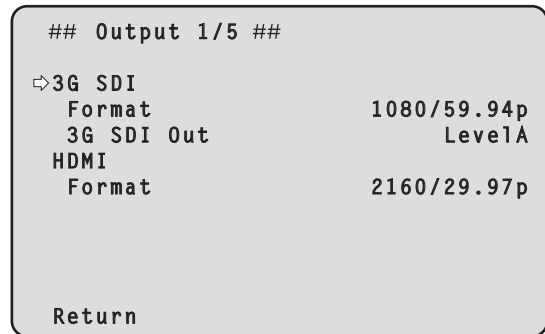 ## Output 1/5 ##
⇨3G SDI
Format 1080/59.94p
3G SDI Out LevelA
HDMI
Format 2160/29.97p
Return